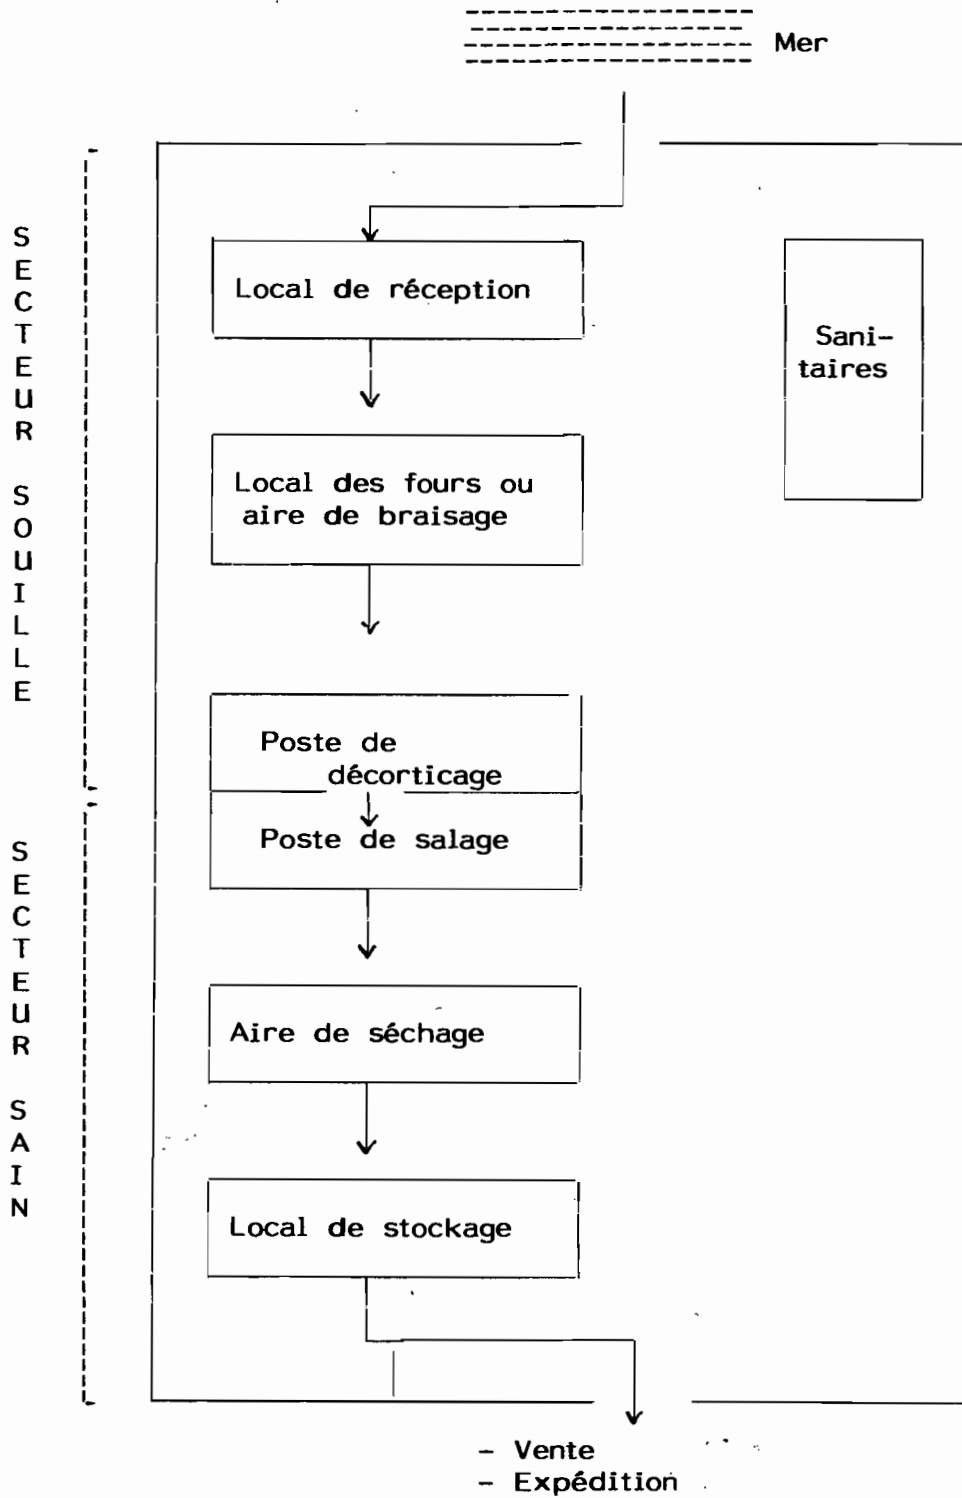 Mer
SECTEUR SOUILLE
Local de réception
Sani-
taires
Local des fours ou
aire de braisage
Poste de
décorticage
Poste de salage
SECTEUR SAIN
Aire de séchage
Local de stockage
- Vente
- Expédition